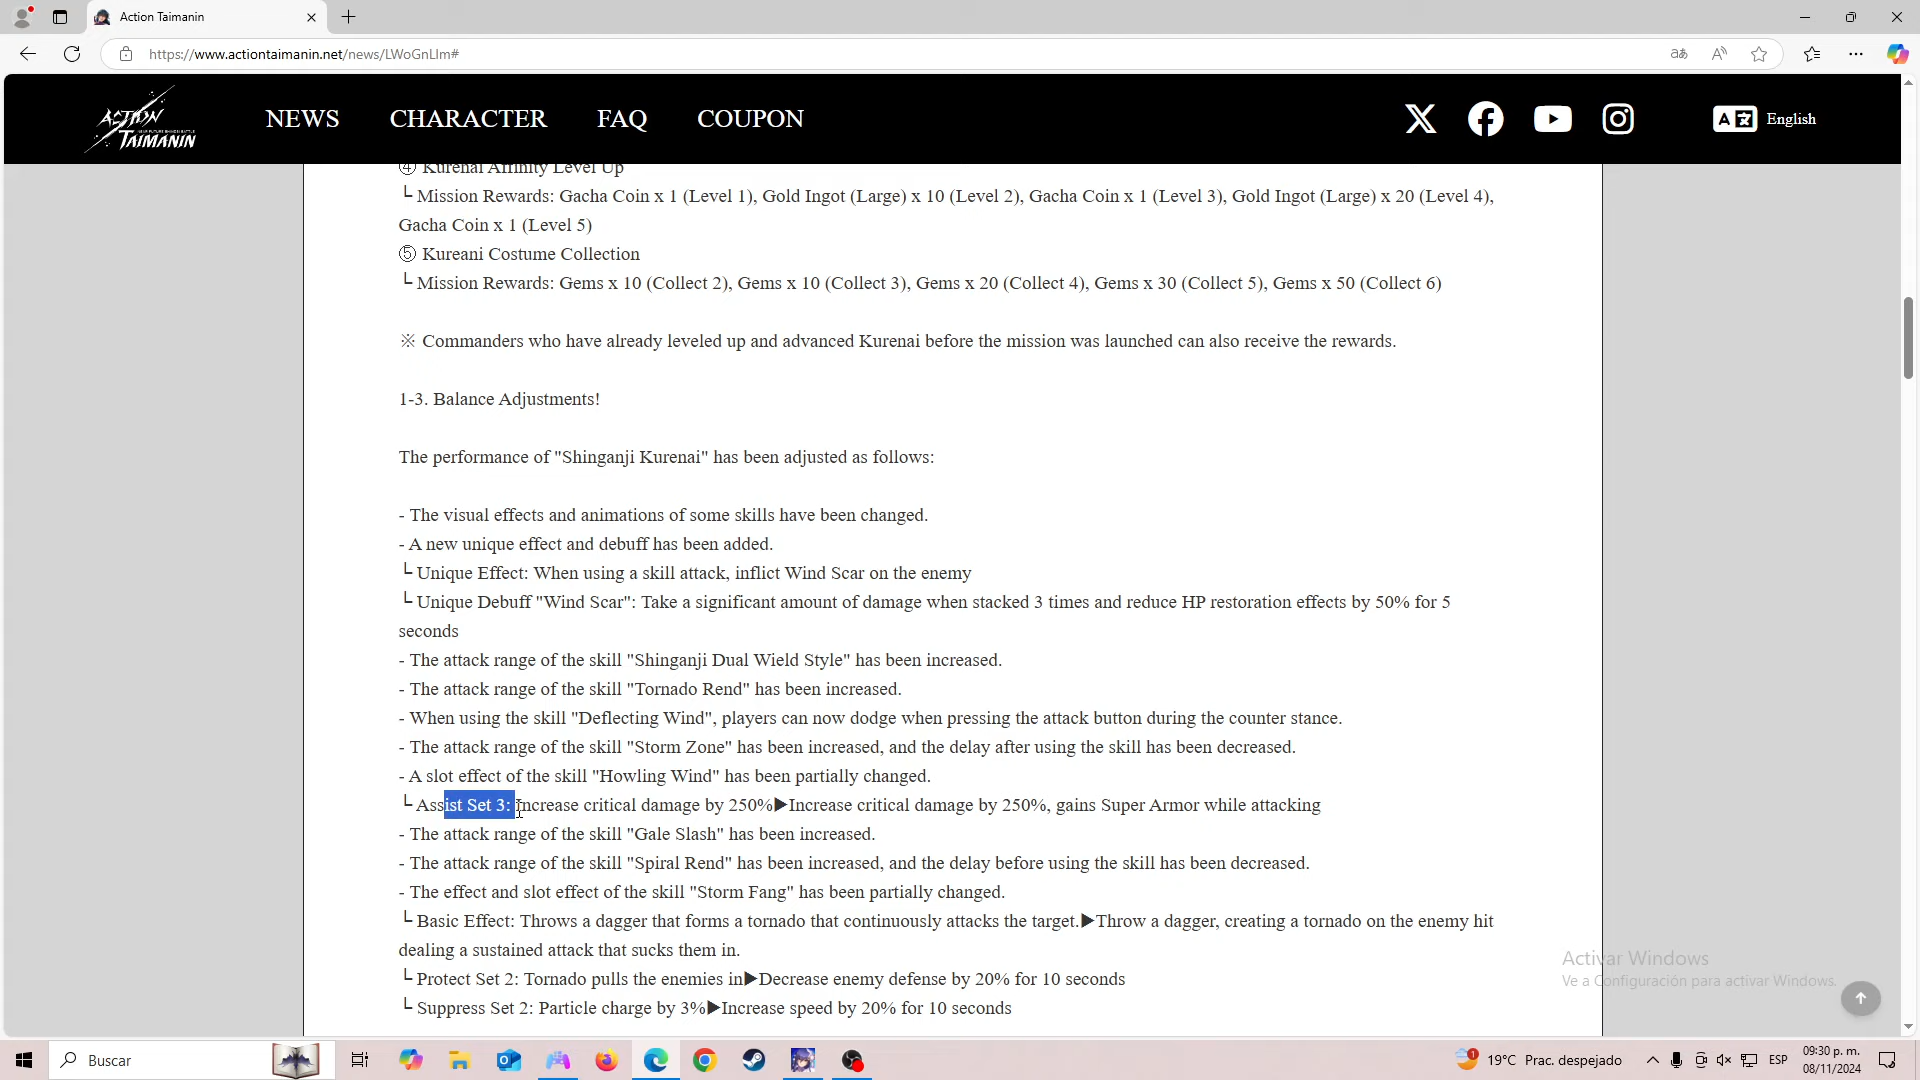 Action Taimanin
https://www.actiontaimanin.net/news/LWoGnLIm#
ACTION TAIMANIN
NEWS
CHARACTER
FAQ
COUPON
English
④ Kurenai Affinity Level Up
└ Mission Rewards: Gacha Coin x 1 (Level 1), Gold Ingot (Large) x 10 (Level 2), Gacha Coin x 1 (Level 3), Gold Ingot (Large) x 20 (Level 4),
Gacha Coin x 1 (Level 5)
⑤ Kureani Costume Collection
└ Mission Rewards: Gems x 10 (Collect 2), Gems x 10 (Collect 3), Gems x 20 (Collect 4), Gems x 30 (Collect 5), Gems x 50 (Collect 6)
※ Commanders who have already leveled up and advanced Kurenai before the mission was launched can also receive the rewards.
1-3. Balance Adjustments!
The performance of "Shinganji Kurenai" has been adjusted as follows:
- The visual effects and animations of some skills have been changed.
- A new unique effect and debuff has been added.
└ Unique Effect: When using a skill attack, inflict Wind Scar on the enemy
└ Unique Debuff "Wind Scar": Take a significant amount of damage when stacked 3 times and reduce HP restoration effects by 50% for 5
seconds
- The attack range of the skill "Shinganji Dual Wield Style" has been increased.
- The attack range of the skill "Tornado Rend" has been increased.
- When using the skill "Deflecting Wind", players can now dodge when pressing the attack button during the counter stance.
- The attack range of the skill "Storm Zone" has been increased, and the delay after using the skill has been decreased.
- A slot effect of the skill "Howling Wind" has been partially changed.
└ Assist Set 3: Increase critical damage by 250%▶Increase critical damage by 250%, gains Super Armor while attacking
- The attack range of the skill "Gale Slash" has been increased.
- The attack range of the skill "Spiral Rend" has been increased, and the delay before using the skill has been decreased.
- The effect and slot effect of the skill "Storm Fang" has been partially changed.
└ Basic Effect: Throws a dagger that forms a tornado that continuously attacks the target.▶Throw a dagger, creating a tornado on the enemy hit
dealing a sustained attack that sucks them in.
└ Protect Set 2: Tornado pulls the enemies in▶Decrease enemy defense by 20% for 10 seconds
└ Suppress Set 2: Particle charge by 3%▶Increase speed by 20% for 10 seconds
Activar Windows
Ve a Configuración para activar Windows.
Buscar
1
19°C Prac. despejado
ESP
09:30 p. m.
08/11/2024